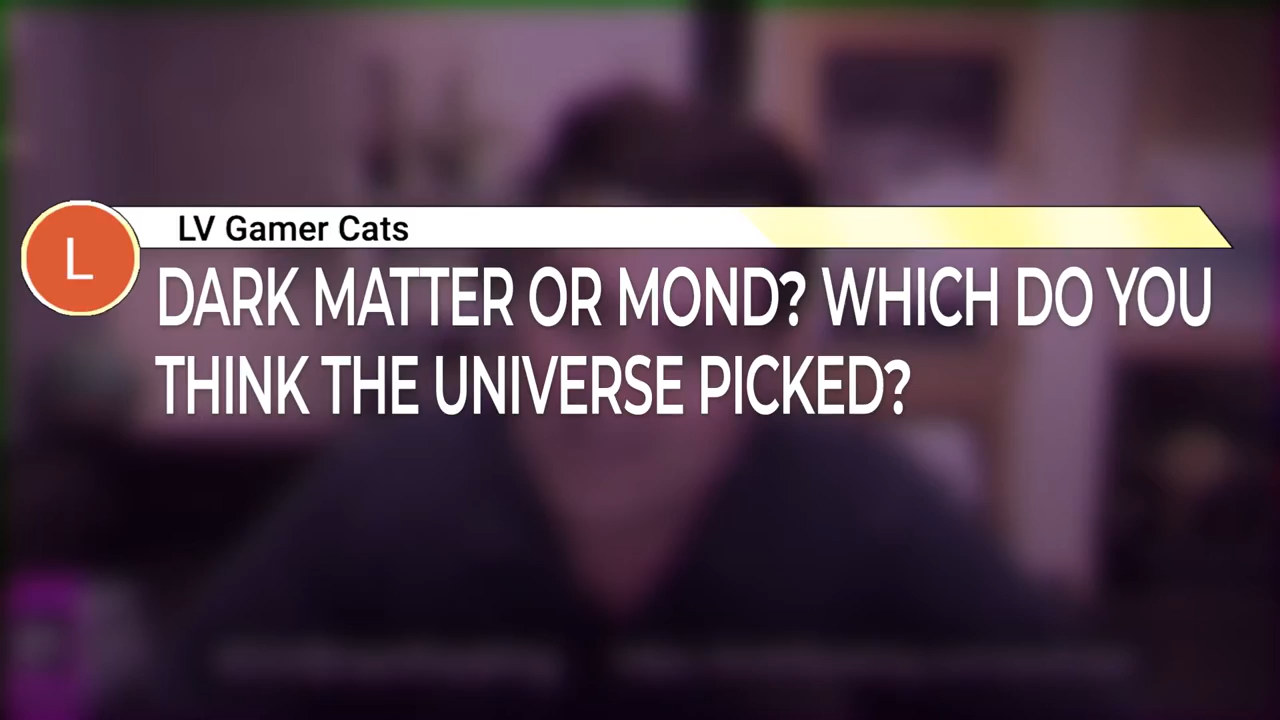 L
LV Gamer Cats
DARK MATTER OR MOND? WHICH DO YOU
THINK THE UNIVERSE PICKED?